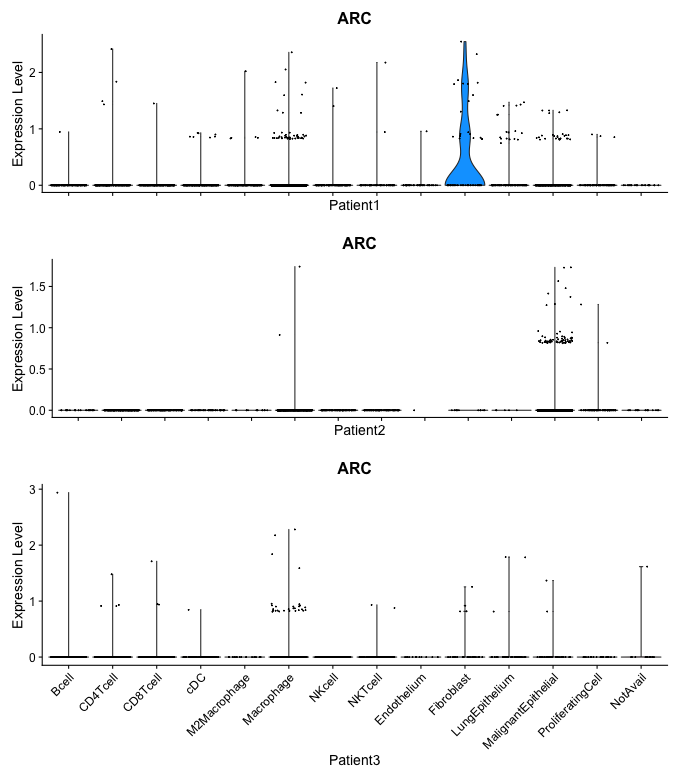 ARC
Expression Level
2
1
0
Patient1
ARC
Expression Level
1.5
1.0
0.5
0.0
Patient2
ARC
Expression Level
3
2
1
0
Bcell
CD4Tcell
CD8Tcell
cDC
M2Macrophage
Macrophage
NKcell
NKTcell
Endothelium
Fibroblast
LungEpithelium
MalignantEpithelial
ProliferatingCell
NotAvail
Patient3